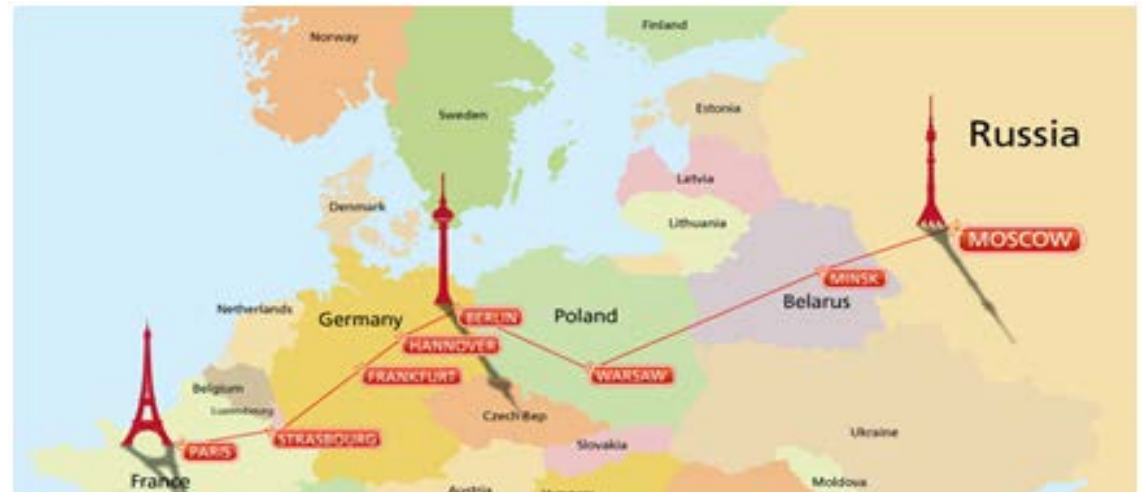 Finland
Norway
Estonia
Sweden
Russia
Latvia
Denmark
Lithuania
MOSCOW
MINSK
Belarus
Netherlands
Germany
BERLIN
Poland
HANNOVER
FRANKFURT
WARSAW
Belgium
Luxembourg
Czech Rep
STRASBOURG
Slovakia
Ukraine
PARIS
France
Moldova
Austria